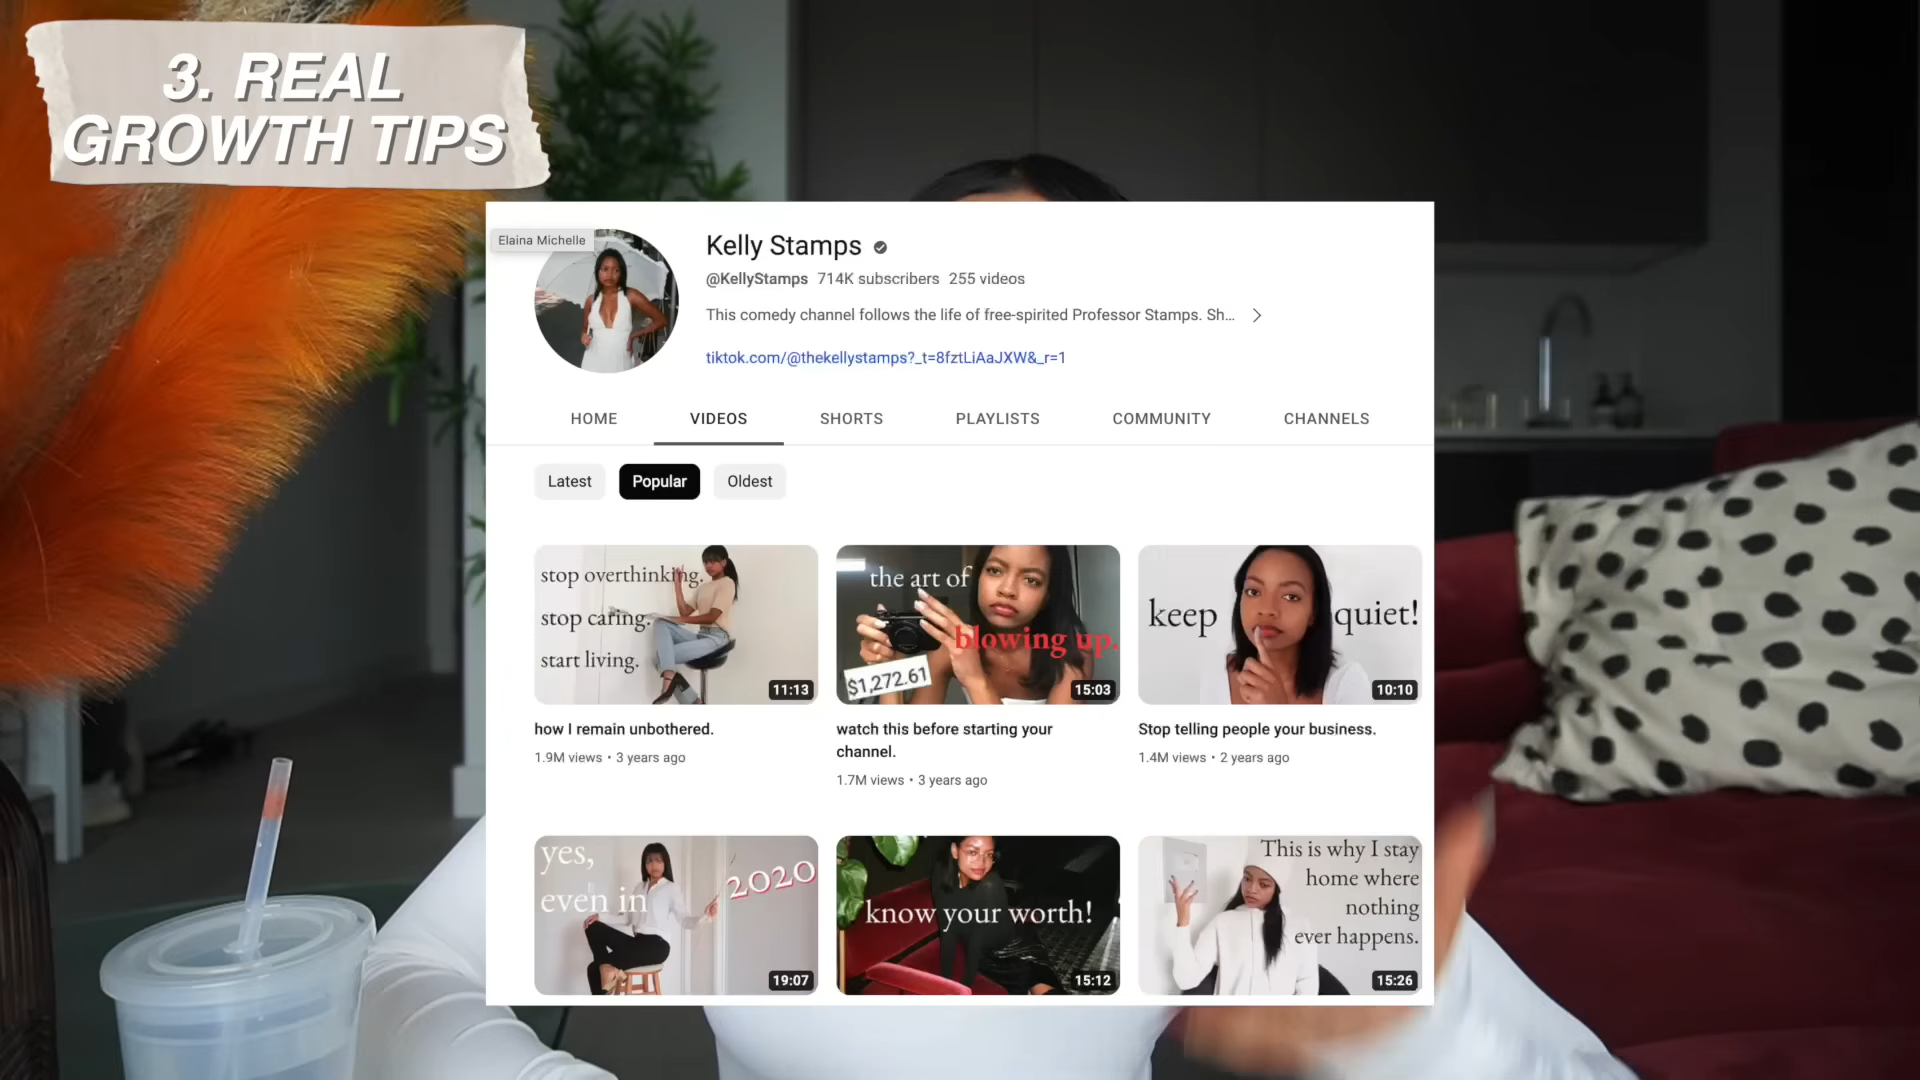 3. REAL
GROWTH TIPS
Elaina Michelle
Kelly Stamps
@KellyStamps 714K subscribers 255 videos
This comedy channel follows the life of free-spirited Professor Stamps. Sh...
tiktok.com/@thekellystamps?_t=8fztLiAaJXW&_r=1
HOME VIDEOS SHORTS PLAYLISTS COMMUNITY CHANNELS
Latest Popular Oldest
stop overthinking.
stop caring.
start living.
11:13
the art of
blowing up.
$1,272.61
15:03
keep quiet!
10:10
how I remain unbothered.
1.9M views • 3 years ago
watch this before starting your
channel.
1.7M views • 3 years ago
Stop telling people your business.
1.4M views • 2 years ago
yes,
even in
2020
19:07
know your worth!
15:12
This is why I stay
home where
nothing
ever happens.
15:26